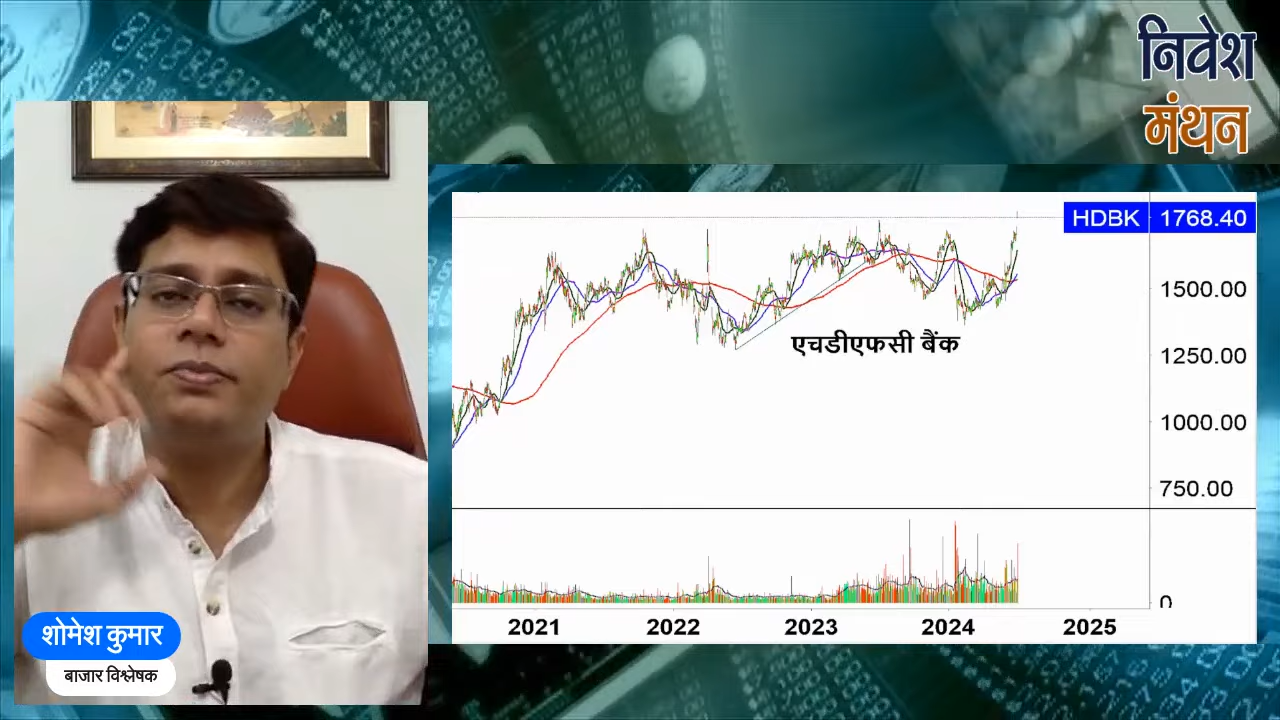 निवेश
मंथन
HDBK 1768.40
1500.00
1250.00
1000.00
750.00
0
एचडीएफसी बैंक
2021 2022 2023 2024 2025
शोमेश कुमार
बाजार विश्लेषक